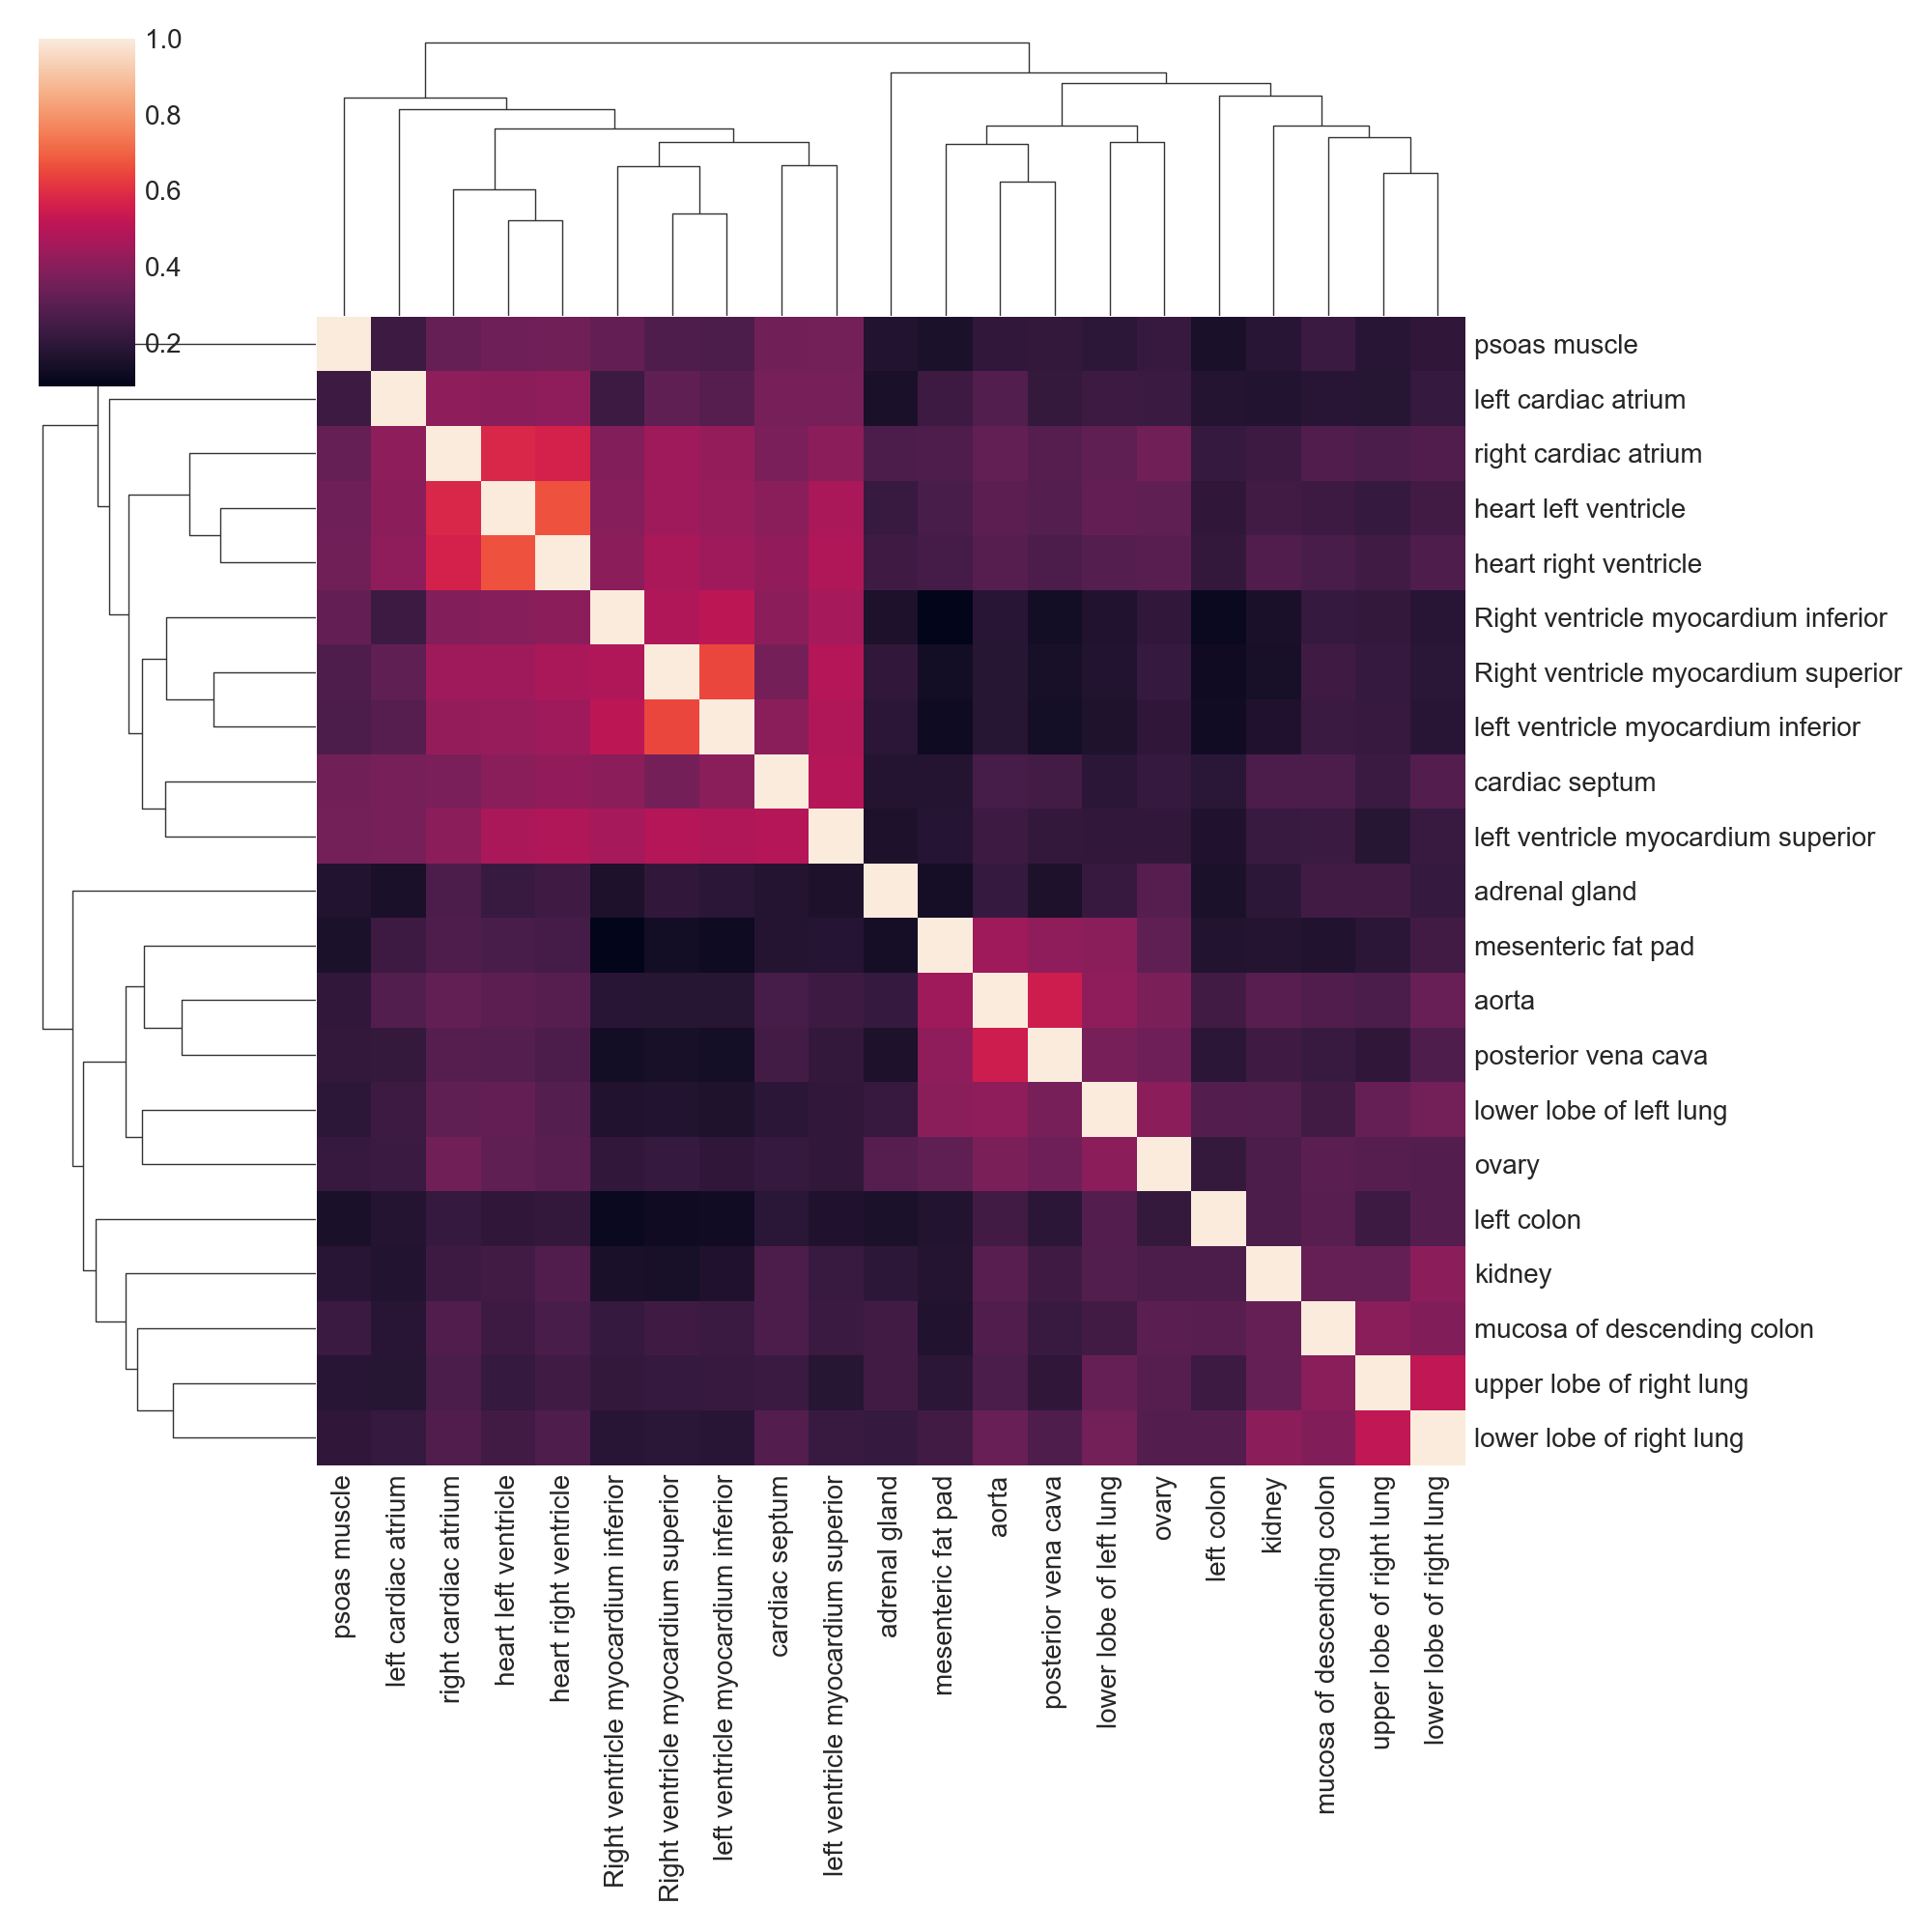 1.0
0.8
0.6
0.4
0.2
psoas muscle
left cardiac atrium
right cardiac atrium
heart left ventricle
heart right ventricle
Right ventricle myocardium inferior
Right ventricle myocardium superior
left ventricle myocardium inferior
cardiac septum
left ventricle myocardium superior
adrenal gland
mesenteric fat pad
aorta
posterior vena cava
lower lobe of left lung
ovary
left colon
kidney
mucosa of descending colon
upper lobe of right lung
lower lobe of right lung
psoas muscle
left cardiac atrium
right cardiac atrium
heart left ventricle
heart right ventricle
Right ventricle myocardium inferior
Right ventricle myocardium superior
left ventricle myocardium inferior
cardiac septum
left ventricle myocardium superior
adrenal gland
mesenteric fat pad
aorta
posterior vena cava
lower lobe of left lung
ovary
left colon
kidney
mucosa of descending colon
upper lobe of right lung
lower lobe of right lung